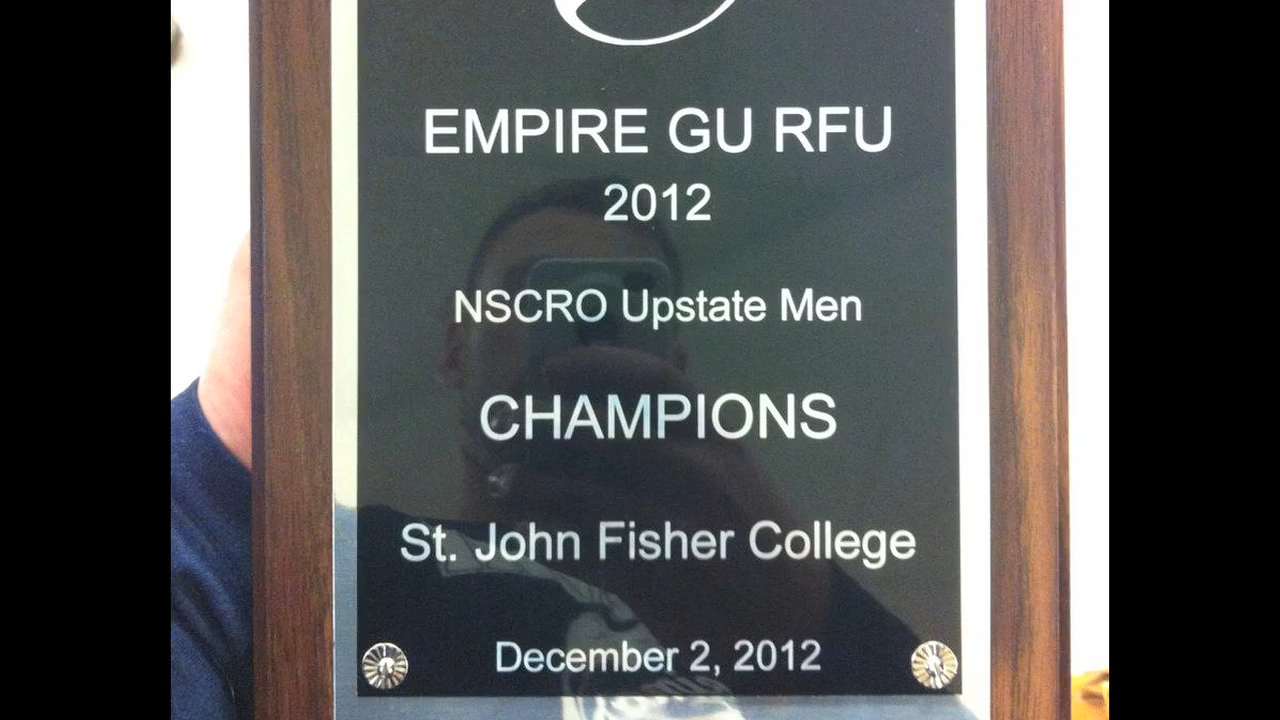 EMPIRE GU RFU
2012
NSCRO Upstate Men
CHAMPIONS
St. John Fisher College
December 2, 2012